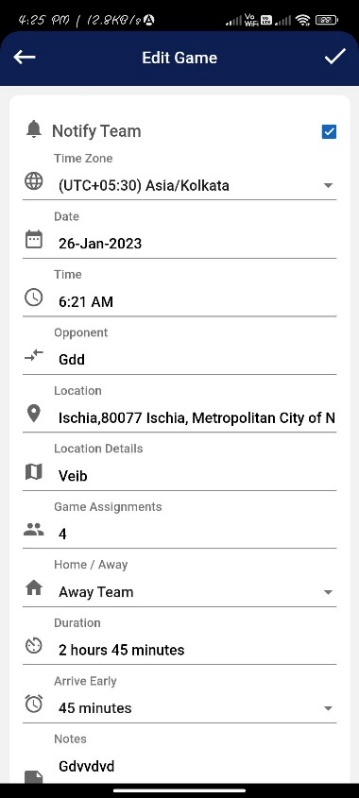 4:25 PM | 12.8KB/s
Vo
WiFi
Edit Game
Notify Team
Time Zone
(UTC+05:30) Asia/Kolkata
Date
26-Jan-2023
Time
6:21 AM
Opponent
Gdd
Location
Ischia,80077 Ischia, Metropolitan City of N
Location Details
Veib
Game Assignments
4
Home / Away
Away Team
Duration
2 hours 45 minutes
Arrive Early
45 minutes
Notes
Gdvvdvd